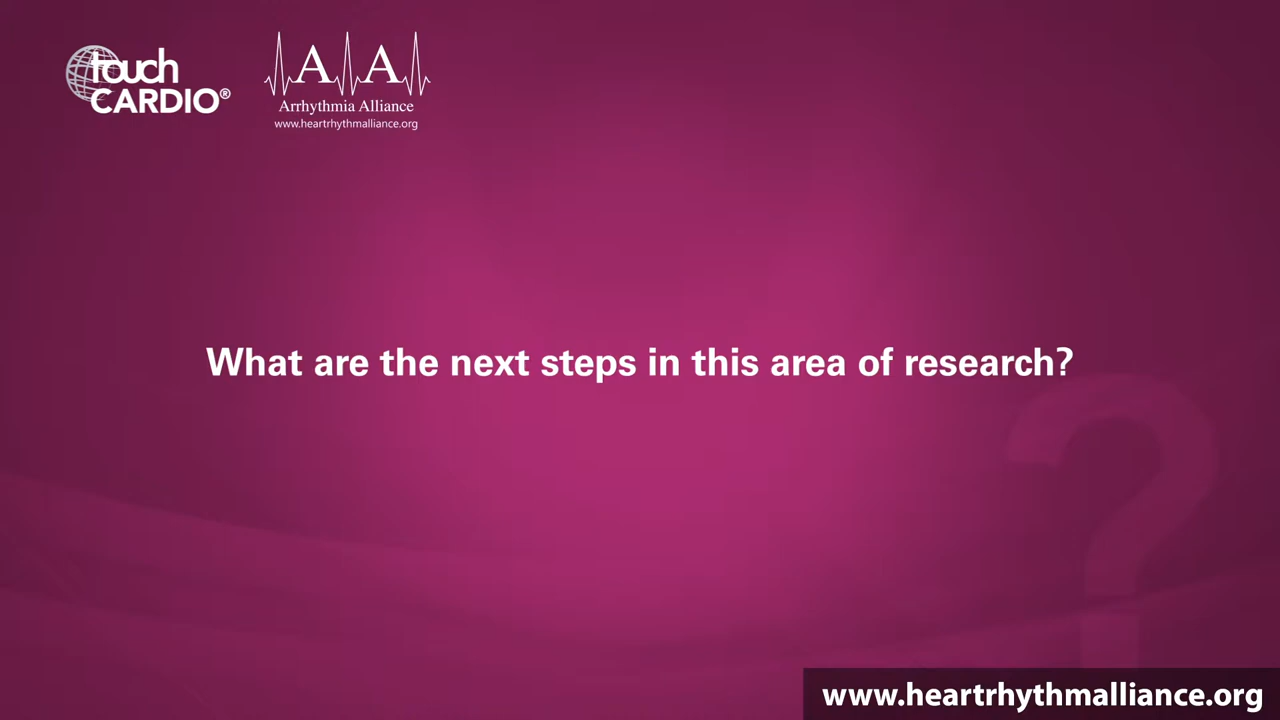 touch
CARDIO®
A A
Arrhythmia Alliance
www.heartrhythmalliance.org
What are the next steps in this area of research?
?
www.heartrhythmalliance.org